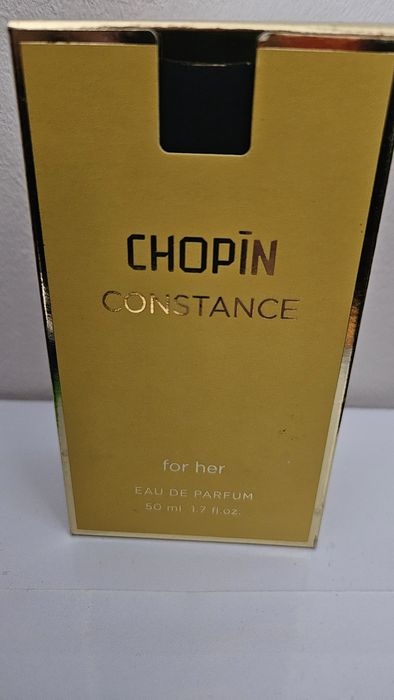 CHOPĪN
CONSTANCE
for her
EAU DE PARFUM
50 ml 1.7 fl.oz.